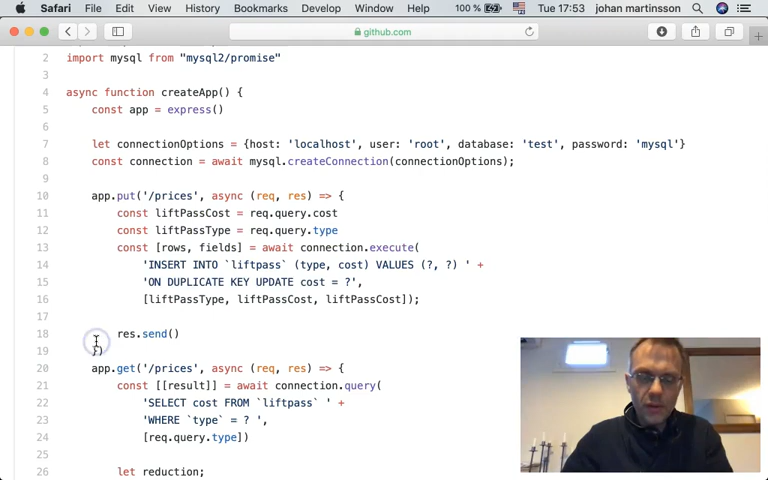 Safari File Edit View History Bookmarks Develop Window Help 100 % Tue 17:53 johan martinsson
github.com
2 import mysql from "mysql2/promise"
3
4 async function createApp() {
5 const app = express()
6
7 let connectionOptions = {host: 'localhost', user: 'root', database: 'test', password: 'mysql'}
8 const connection = await mysql.createConnection(connectionOptions);
9
10 app.put('/prices', async (req, res) => {
11 const liftPassCost = req.query.cost
12 const liftPassType = req.query.type
13 const [rows, fields] = await connection.execute(
14 'INSERT INTO `liftpass` (type, cost) VALUES (?, ?) ' +
15 'ON DUPLICATE KEY UPDATE cost = ?',
16 [liftPassType, liftPassCost, liftPassCost]);
17
18 res.send()
19 })
20 app.get('/prices', async (req, res) => {
21 const [[result]] = await connection.query(
22 'SELECT cost FROM `liftpass` ' +
23 'WHERE `type` = ? ',
24 [req.query.type])
25
26 let reduction;